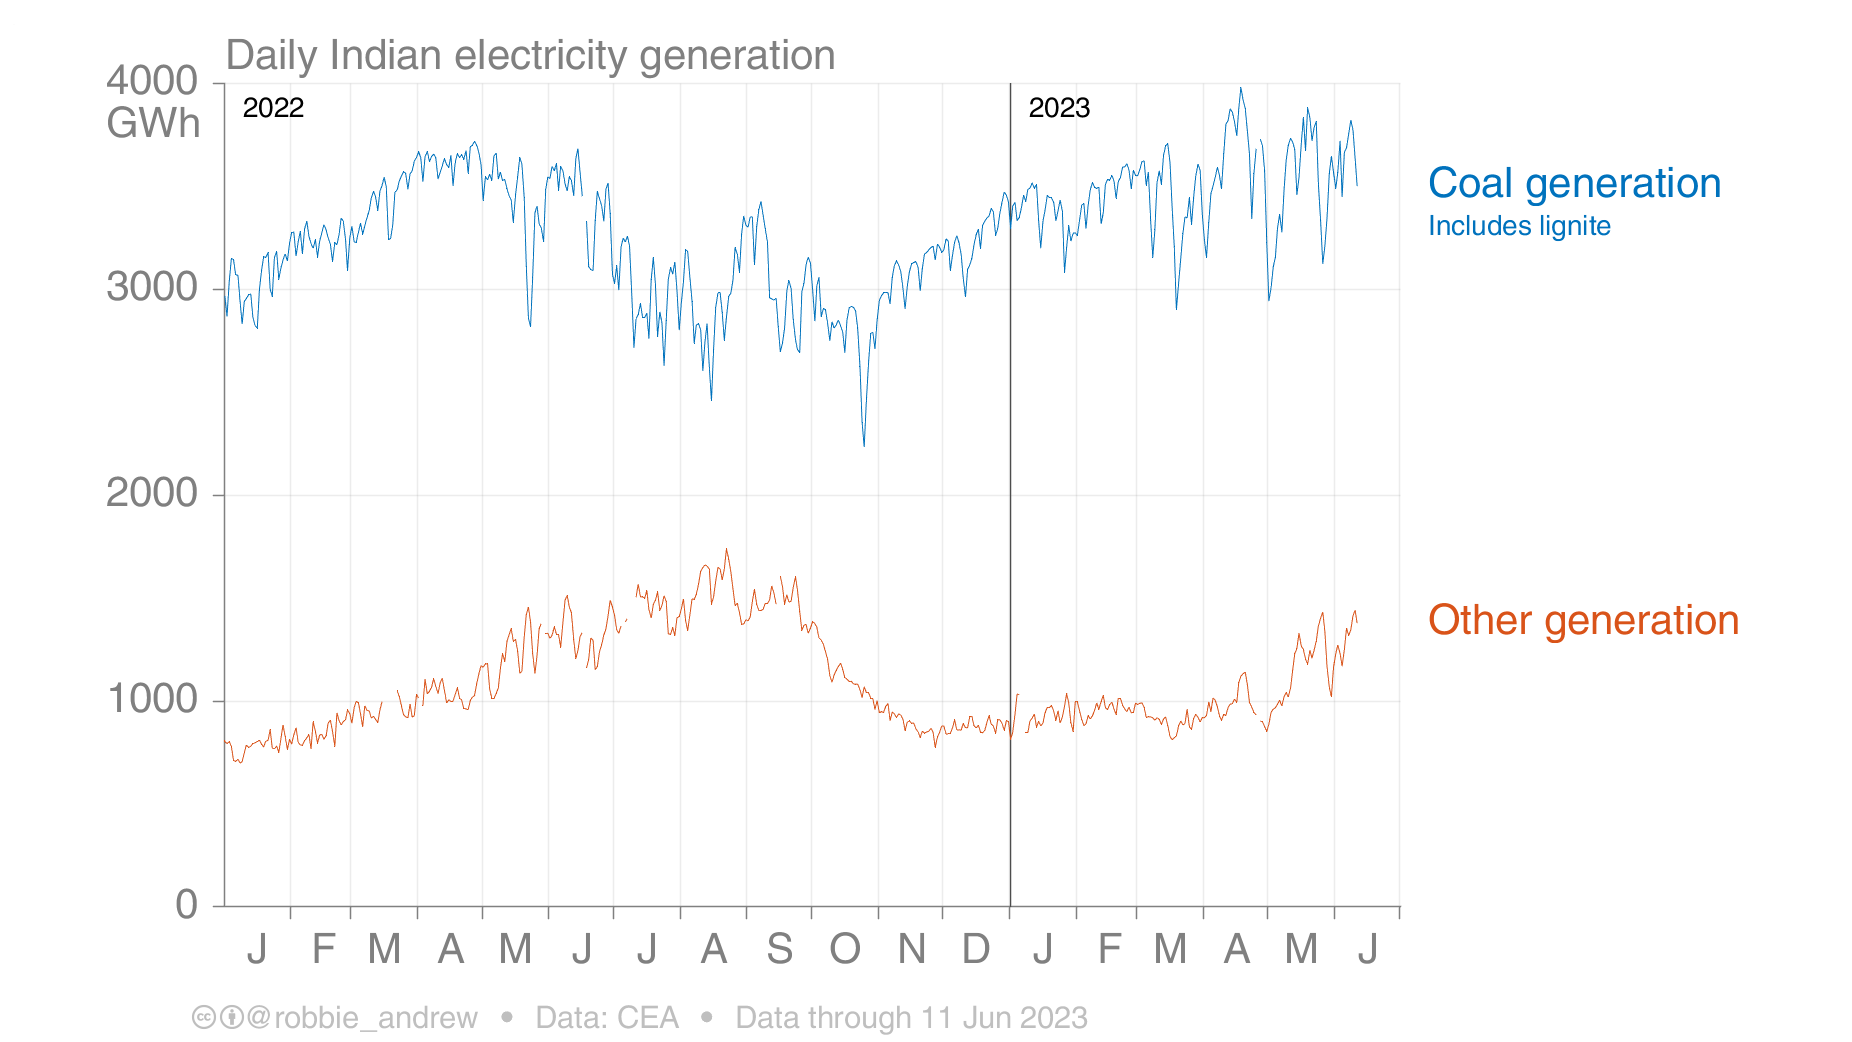 Daily Indian electricity generation
4000
GWh
2022
2023
Coal generation
Includes lignite
3000
2000
Other generation
1000
0
J F M A M J J A S O N D J F M A M J
@robbie_andrew • Data: CEA • Data through 11 Jun 2023